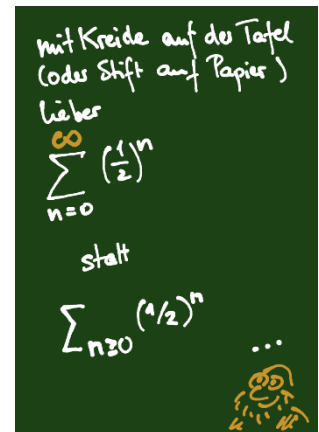 mit Kreide auf der Tafel
(oder Stift auf Papier)
lieber
∞
∑ (1/2)ⁿ
n=0
statt
∑n≥0 (1/2)ⁿ
...